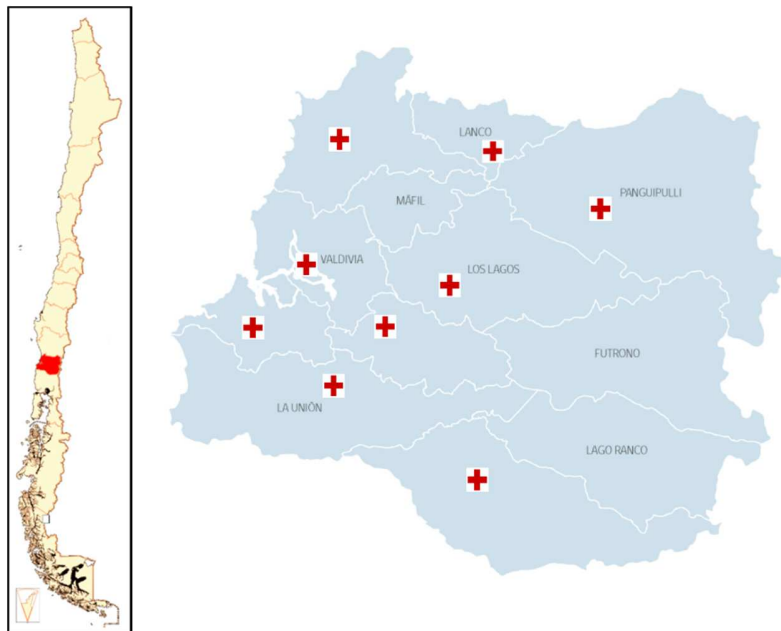 LANCO
PANGUIPULLI
MÁFIL
VALDIVIA
LOS LAGOS
FUTRONO
LA UNIÓN
LAGO RANCO